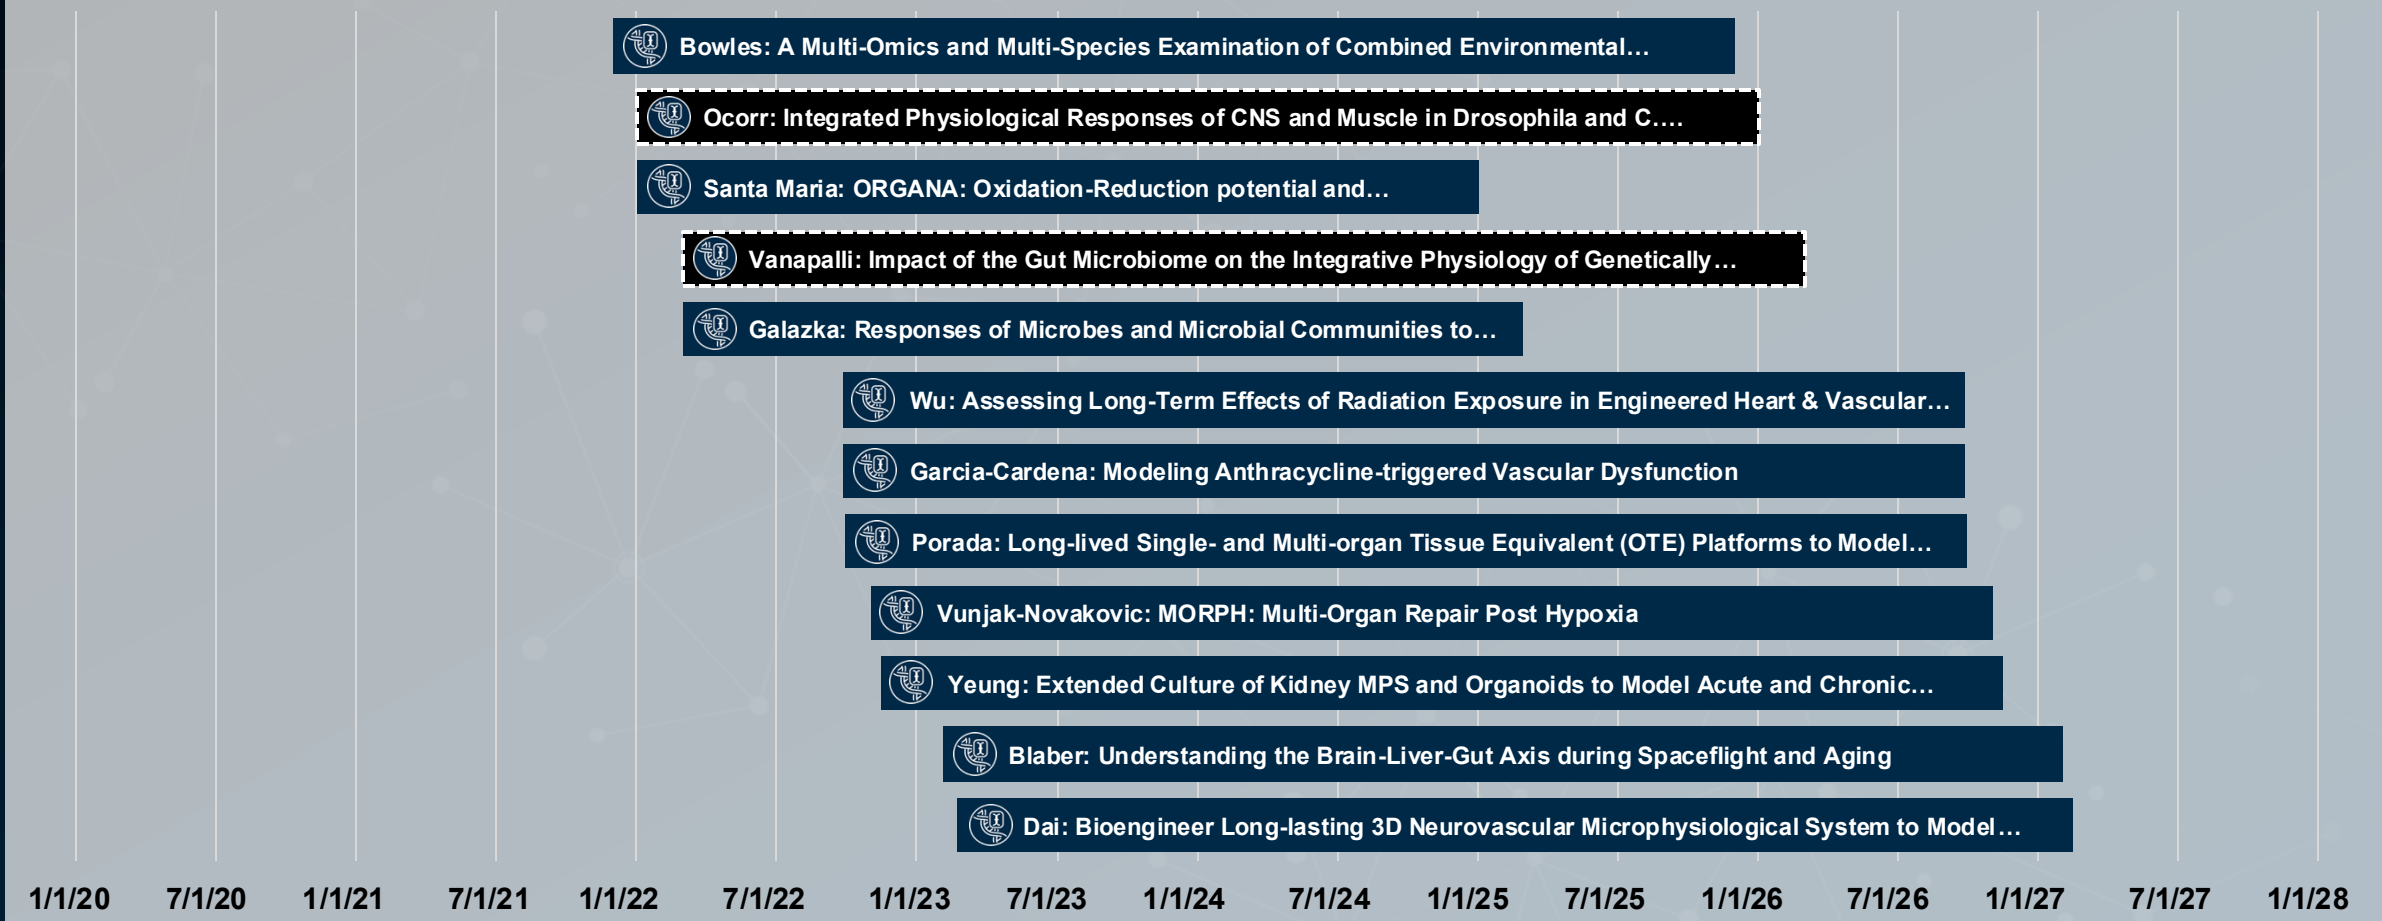 Bowles: A Multi-Omics and Multi-Species Examination of Combined Environmental…
Ocorr: Integrated Physiological Responses of CNS and Muscle in Drosophila and C.…
Santa Maria: ORGANA: Oxidation-Reduction potential and…
Vanapalli: Impact of the Gut Microbiome on the Integrative Physiology of Genetically…
Galazka: Responses of Microbes and Microbial Communities to…
Wu: Assessing Long-Term Effects of Radiation Exposure in Engineered Heart & Vascular…
Garcia-Cardena: Modeling Anthracycline-triggered Vascular Dysfunction
Porada: Long-lived Single- and Multi-organ Tissue Equivalent (OTE) Platforms to Model…
Vunjak-Novakovic: MORPH: Multi-Organ Repair Post Hypoxia
Yeung: Extended Culture of Kidney MPS and Organoids to Model Acute and Chronic…
Blaber: Understanding the Brain-Liver-Gut Axis during Spaceflight and Aging
Dai: Bioengineer Long-lasting 3D Neurovascular Microphysiological System to Model…
1/1/20 7/1/20 1/1/21 7/1/21 1/1/22 7/1/22 1/1/23 7/1/23 1/1/24 7/1/24 1/1/25 7/1/25 1/1/26 7/1/26 1/1/27 7/1/27 1/1/28